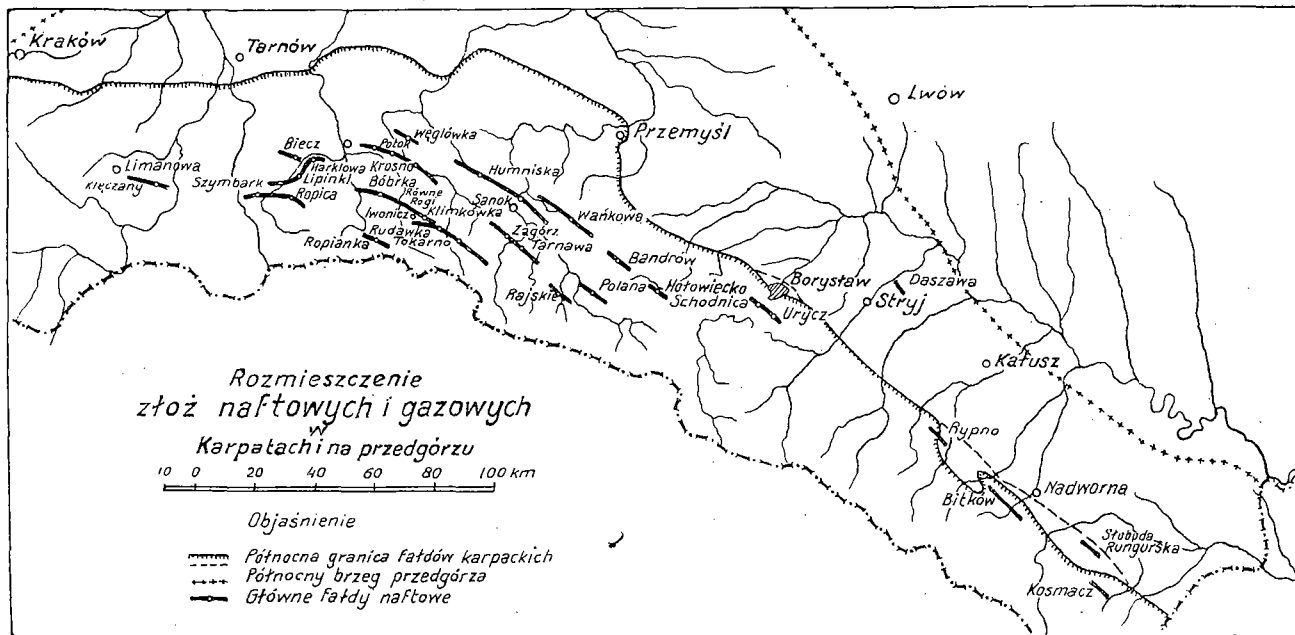 Kraków
Tarnów
Lwów
Przemyśl
Węglówka
Potok
Biecz
Harklowa
Krosno
Humniska
Limanowa
Klęczany
Szymbark
Lipinki
Bóbrka
Równe
Rogi
Ropica
Iwonicz
Klimkówka
Sanok
Wańkowa
Rudawka
Ropianka
Tokarno
Zagórz
Tarnawa
Bandrów
Rajskie
Polana
Hołowiecko
Schodnica
Borysław
Urycz
Daszawa
Stryj
Kałusz
Rypno
Bitków
Nadworna
Słoboda
Rungurska
Kosmacz
Rozmieszczenie
złoż naftowych i gazowych
w
Karpatach i na przedgórzu
10 0 20 40 60 80 100 km
Objaśnienie
Północna granica fałdów karpackich
Północny brzeg przedgórza
Główne fałdy naftowe